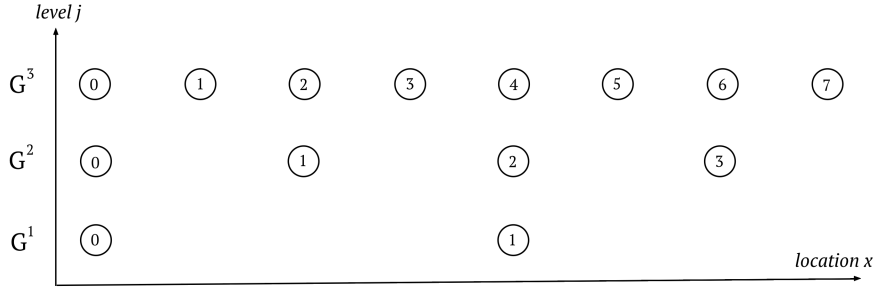 level j
G³ 0 1 2 3 4 5 6 7
G² 0 1 2 3
G¹ 0 1
location x